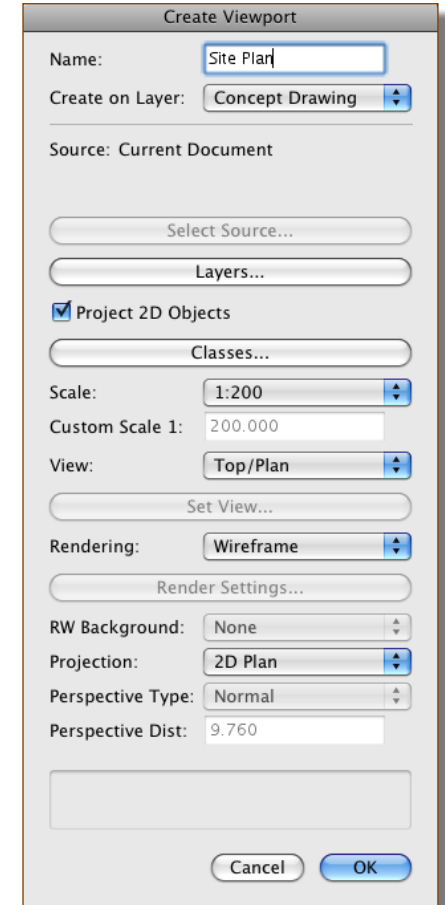 Create Viewport
Name: Site Plan
Create on Layer: Concept Drawing
Source: Current Document
Select Source...
Layers...
Project 2D Objects
Classes...
Scale: 1:200
Custom Scale 1: 200.000
View: Top/Plan
Set View...
Rendering: Wireframe
Render Settings...
RW Background: None
Projection: 2D Plan
Perspective Type: Normal
Perspective Dist: 9.760
Cancel OK